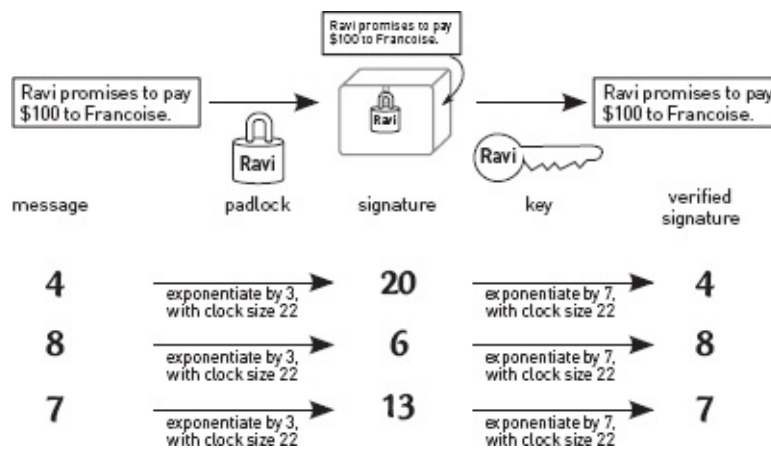 Ravi promises to pay
$100 to Francoise.
Ravi promises to pay
$100 to Francoise.
Ravi promises to pay
$100 to Francoise.
Ravi
Ravi
Ravi
message
padlock
signature
key
verified
signature
4
exponentiate by 3,
with clock size 22
20
exponentiate by 7,
with clock size 22
4
8
exponentiate by 3,
with clock size 22
6
exponentiate by 7,
with clock size 22
8
7
exponentiate by 3,
with clock size 22
13
exponentiate by 7,
with clock size 22
7